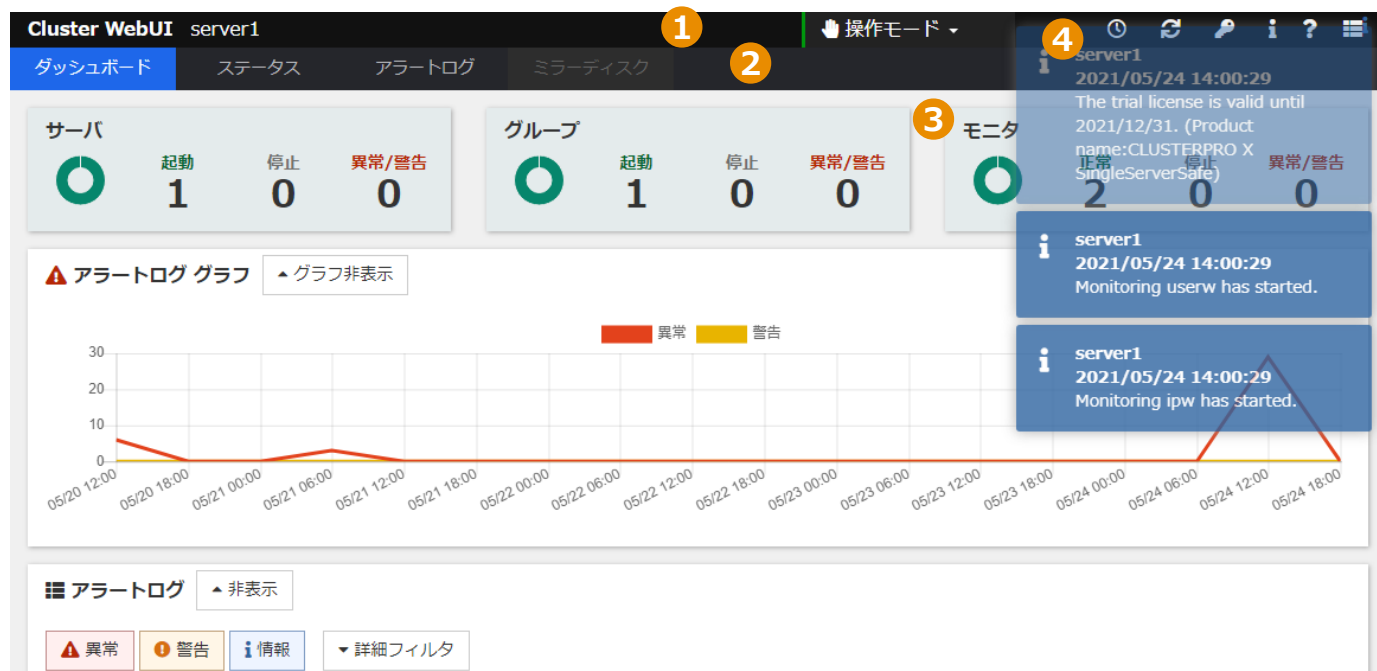 Cluster WebUI server1
1
操作モード
? 
ダッシュボード ステータス アラートログ ミラーディスク
2
4
server1
2021/05/24 14:00:29
The trial license is valid until
2021/12/31. (Product
name:CLUSTERPRO X
SingleServerSafe)
サーバ
起動 停止 異常/警告
1 0 0
グループ
起動 停止 異常/警告
1 0 0
3
モニタ
正常 停止 異常/警告
2 0 0
server1
2021/05/24 14:00:29
Monitoring userw has started.
server1
2021/05/24 14:00:29
Monitoring ipw has started.
アラートログ グラフ グラフ非表示
異常 警告
30
20
10
0
05/20 12:00 05/20 18:00 05/21 00:00 05/21 06:00 05/21 12:00 05/21 18:00 05/22 00:00 05/22 06:00 05/22 12:00 05/22 18:00 05/23 00:00 05/23 06:00 05/23 12:00 05/23 18:00 05/24 00:00 05/24 06:00 05/24 12:00 05/24 18:00
アラートログ 非表示
異常 警告 情報 詳細フィルタ